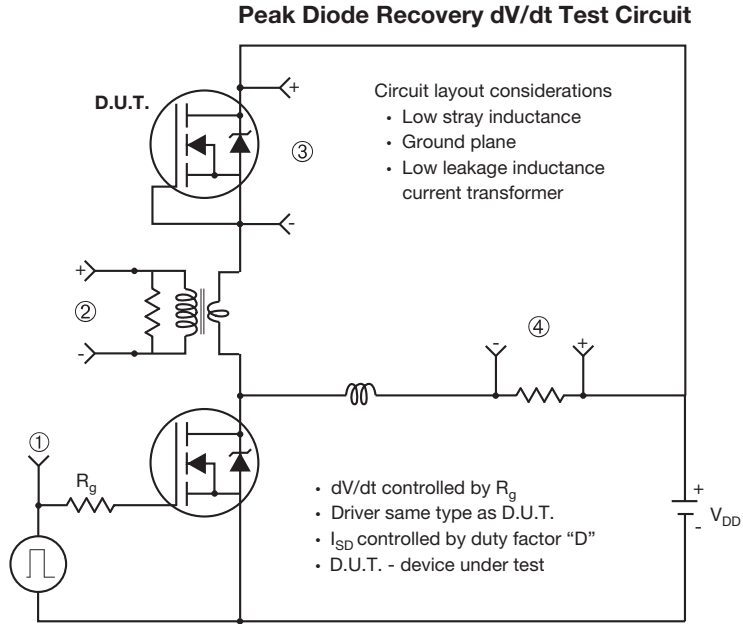 Peak Diode Recovery dV/dt Test Circuit
D.U.T.
+
③
-
Circuit layout considerations
• Low stray inductance
• Ground plane
• Low leakage inductance
current transformer
+
②
-
-
④
+
①
Rg
• dV/dt controlled by Rg
• Driver same type as D.U.T.
• ISD controlled by duty factor “D”
• D.U.T. - device under test
+
VDD
-